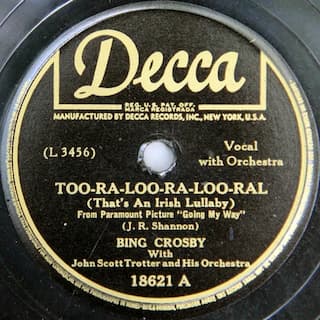 Decca
REG. U.S. PAT. OFF.
MARCA REGISTRADA
MANUFACTURED BY DECCA RECORDS, INC., NEW YORK, U.S.A.
(L 3456)
Vocal
with Orchestra
TOO-RA-LOO-RA-LOO-RAL
(That's An Irish Lullaby)
From Paramount Picture "Going My Way"
(J. R. Shannon)
BING CROSBY
With
John Scott Trotter and His Orchestra
18621 A